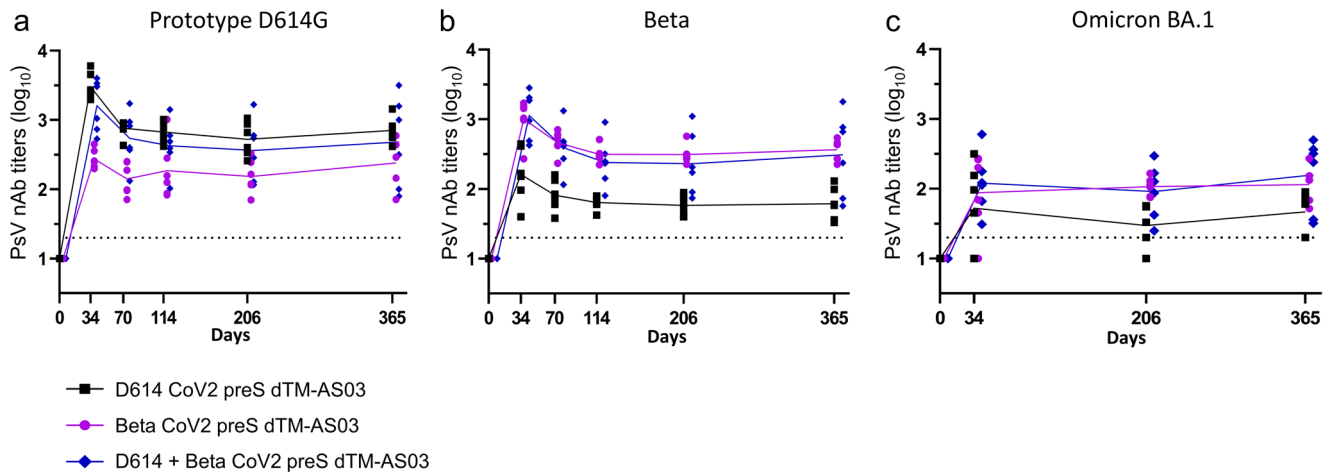 a
Prototype D614G
PsV nAb titers (log10)
4
3
2
1
0
34
70
114
206
365
Days
b
Beta
PsV nAb titers (log10)
4
3
2
1
0
34
70
114
206
365
Days
c
Omicron BA.1
PsV nAb titers (log10)
4
3
2
1
0
34
206
365
Days
D614 CoV2 preS dTM-AS03
Beta CoV2 preS dTM-AS03
D614 + Beta CoV2 preS dTM-AS03